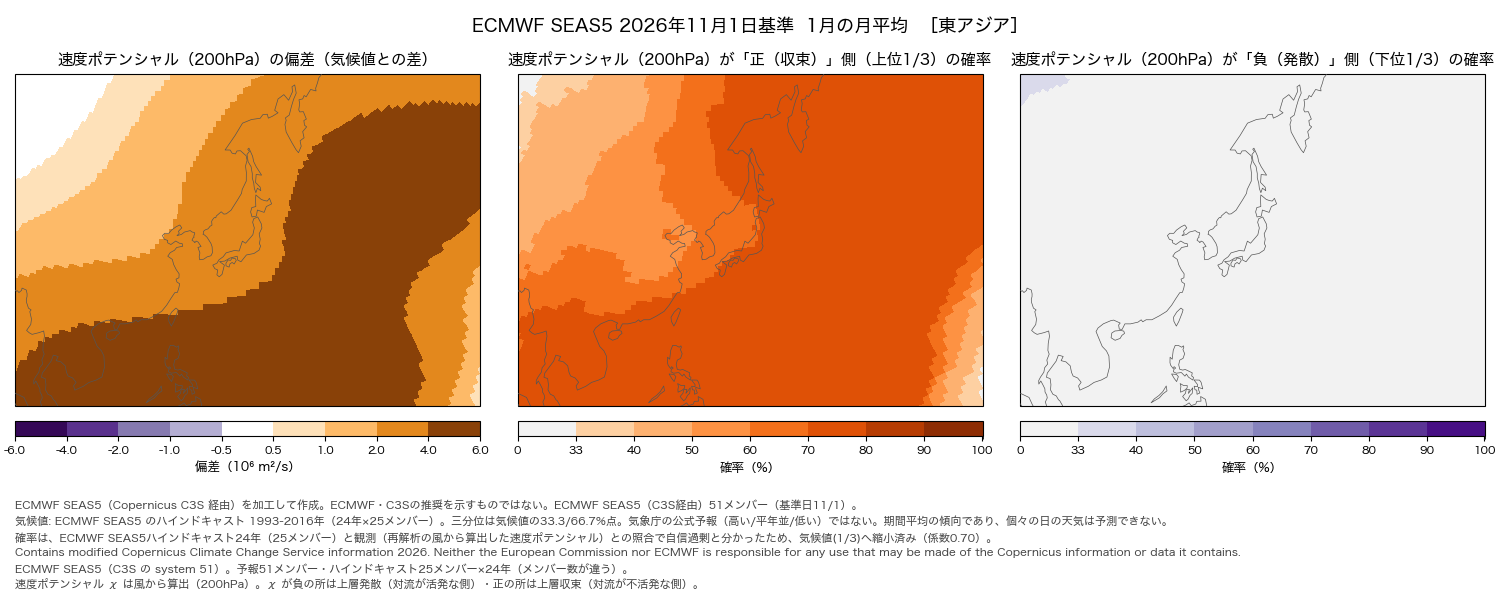 ECMWF SEAS5 2026年11月1日基準 1月の月平均 ［東アジア］
速度ポテンシャル（200hPa）の偏差（気候値との差）
速度ポテンシャル（200hPa）が「正（収束）」側（上位1/3）の確率
速度ポテンシャル（200hPa）が「負（発散）」側（下位1/3）の確率
-6.0 -4.0 -2.0 -1.0 -0.5 0.5 1.0 2.0 4.0 6.0
偏差（10⁶ m²/s）
0 33 40 50 60 70 80 90 100
確率（%）
0 33 40 50 60 70 80 90 100
確率（%）
ECMWF SEAS5（Copernicus C3S 経由）を加工して作成。ECMWF・C3Sの推奨を示すものではない。ECMWF SEAS5（C3S経由）51メンバー（基準日11/1）。
気候値: ECMWF SEAS5 のハインドキャスト 1993-2016年（24年×25メンバー）。三分位は気候値の33.3/66.7%点。気象庁の公式予報（高い/平年並/低い）ではない。期間平均の傾向であり、個々の日の天気は予測できない。
確率は、ECMWF SEAS5ハインドキャスト24年（25メンバー）と観測（再解析の風から算出した速度ポテンシャル）との照合で自信過剰と分かったため、気候値(1/3)へ縮小済み（係数0.70）。
Contains modified Copernicus Climate Change Service information 2026. Neither the European Commission nor ECMWF is responsible for any use that may be made of the Copernicus information or data it contains.
ECMWF SEAS5（C3S の system 51）。予報51メンバー・ハインドキャスト25メンバー×24年（メンバー数が違う）。
速度ポテンシャル χ は風から算出（200hPa）。χ が負の所は上層発散（対流が活発な側）・正の所は上層収束（対流が不活発な側）。